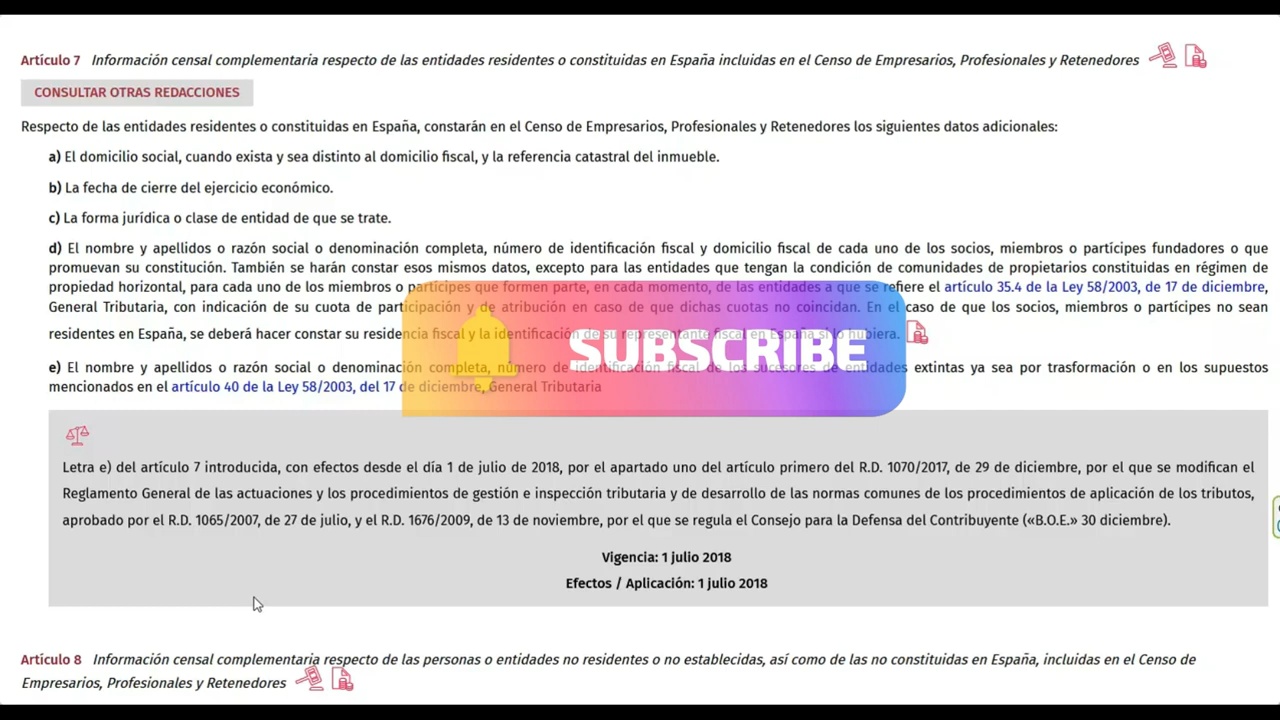 Artículo 7 Información censal complementaria respecto de las entidades residentes o constituidas en España incluidas en el Censo de Empresarios, Profesionales y Retenedores
CONSULTAR OTRAS REDACCIONES
Respecto de las entidades residentes o constituidas en España, constarán en el Censo de Empresarios, Profesionales y Retenedores los siguientes datos adicionales:
a) El domicilio social, cuando exista y sea distinto al domicilio fiscal, y la referencia catastral del inmueble.
b) La fecha de cierre del ejercicio económico.
c) La forma jurídica o clase de entidad de que se trate.
d) El nombre y apellidos o razón social o denominación completa, número de identificación fiscal y domicilio fiscal de cada uno de los socios, miembros o partícipes fundadores o que
promuevan su constitución. También se harán constar esos mismos datos, excepto para las entidades que tengan la condición de comunidades de propietarios constituidas en régimen de
propiedad horizontal, para cada uno de los miembros o partícipes que formen parte, en cada momento, de las entidades a que se refiere el artículo 35.4 de la Ley 58/2003, de 17 de diciembre,
General Tributaria, con indicación de su cuota de participación y de atribución en caso de que dichas cuotas no coincidan. En el caso de que los socios, miembros o partícipes no sean
residentes en España, se deberá hacer constar su residencia fiscal y la identificación de su representante fiscal en España si lo hubiera.
SUBSCRIBE
e) El nombre y apellidos o razón social o denominación completa, número de identificación fiscal de los sucesores de entidades extintas ya sea por trasformación o en los supuestos
mencionados en el artículo 40 de la Ley 58/2003, del 17 de diciembre, General Tributaria
Letra e) del artículo 7 introducida, con efectos desde el día 1 de julio de 2018, por el apartado uno del artículo primero del R.D. 1070/2017, de 29 de diciembre, por el que se modifican el
Reglamento General de las actuaciones y los procedimientos de gestión e inspección tributaria y de desarrollo de las normas comunes de los procedimientos de aplicación de los tributos,
aprobado por el R.D. 1065/2007, de 27 de julio, y el R.D. 1676/2009, de 13 de noviembre, por el que se regula el Consejo para la Defensa del Contribuyente («B.O.E.» 30 diciembre).
Vigencia: 1 julio 2018
Efectos / Aplicación: 1 julio 2018
Artículo 8 Información censal complementaria respecto de las personas o entidades no residentes o no establecidas, así como de las no constituidas en España, incluidas en el Censo de
Empresarios, Profesionales y Retenedores